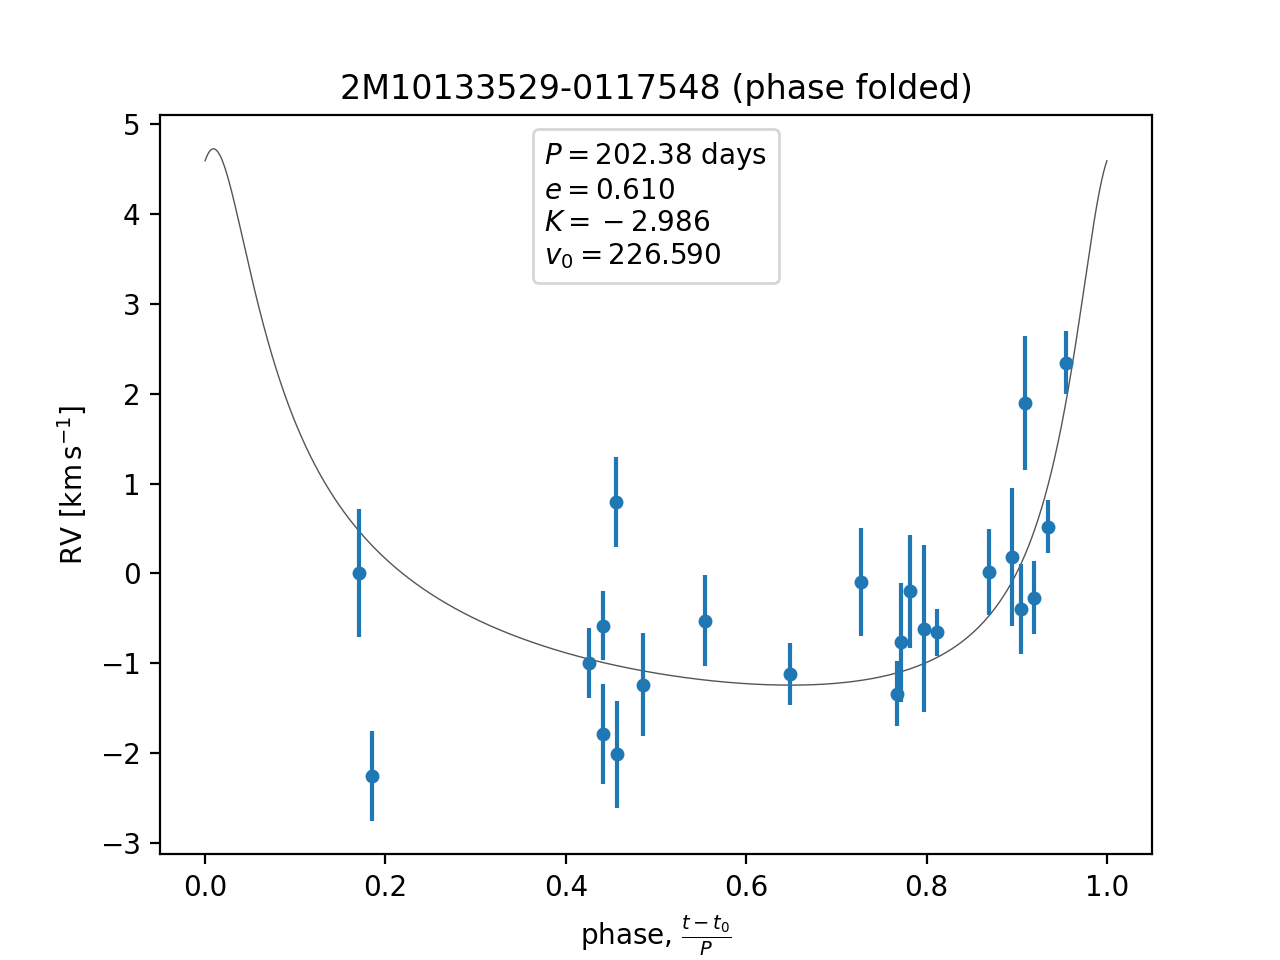 2M10133529-0117548 (phase folded)
P = 202.38 days
e = 0.610
K = −2.986
v₀ = 226.590
5
4
3
2
1
0
−1
−2
−3
RV [km s⁻¹]
0.0 0.2 0.4 0.6 0.8 1.0
phase, (t − t₀)/P